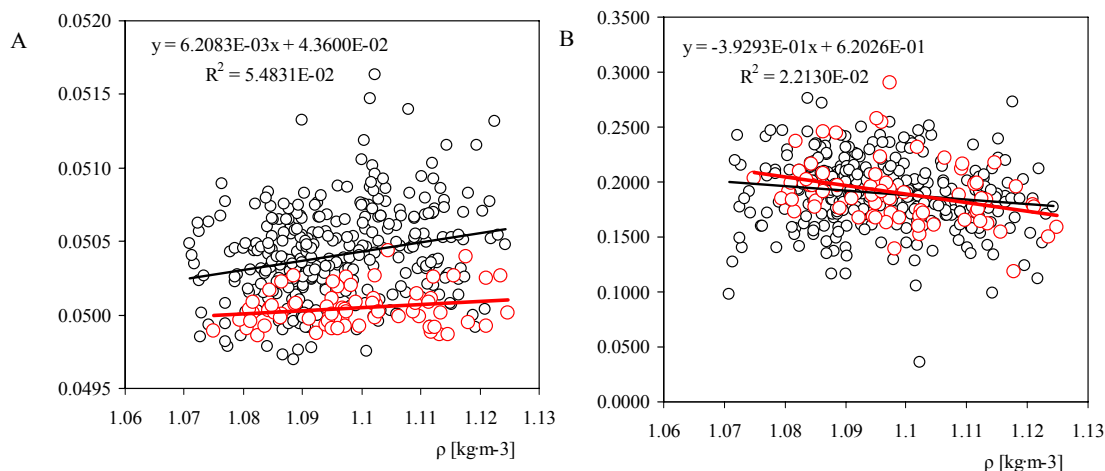 A
0.0520
y = 6.2083E-03x + 4.3600E-02
R² = 5.4831E-02
0.0515
0.0510
0.0505
0.0500
0.0495
1.06 1.07 1.08 1.09 1.1 1.11 1.12 1.13
ρ [kg·m-3]
B
0.3500
y = -3.9293E-01x + 6.2026E-01
R² = 2.2130E-02
0.3000
0.2500
0.2000
0.1500
0.1000
0.0500
0.0000
1.06 1.07 1.08 1.09 1.1 1.11 1.12 1.13
ρ [kg·m-3]